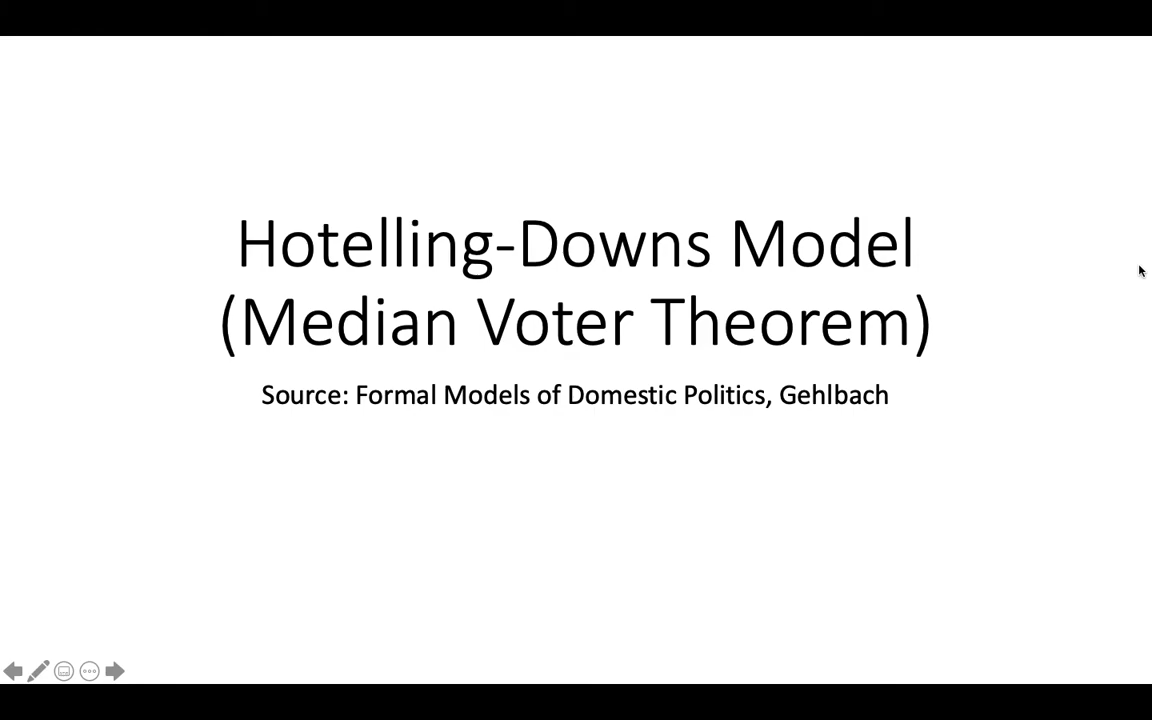 Hotelling-Downs Model
(Median Voter Theorem)
Source: Formal Models of Domestic Politics, Gehlbach